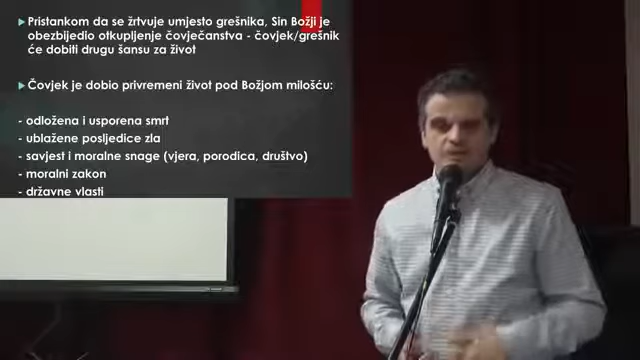 Pristankom da se žrtvuje umjesto grešnika, Sin Božji je
obezbijedio otkupljenje čovječanstva - čovjek/grešnik
će dobiti drugu šansu za život
Čovjek je dobio privremeni život pod Božjom milošću:
- odložena i usporena smrt
- ublažene posljedice zla
- savjest i moralne snage (vjera, porodica, društvo)
- moralni zakon
- državne vlasti